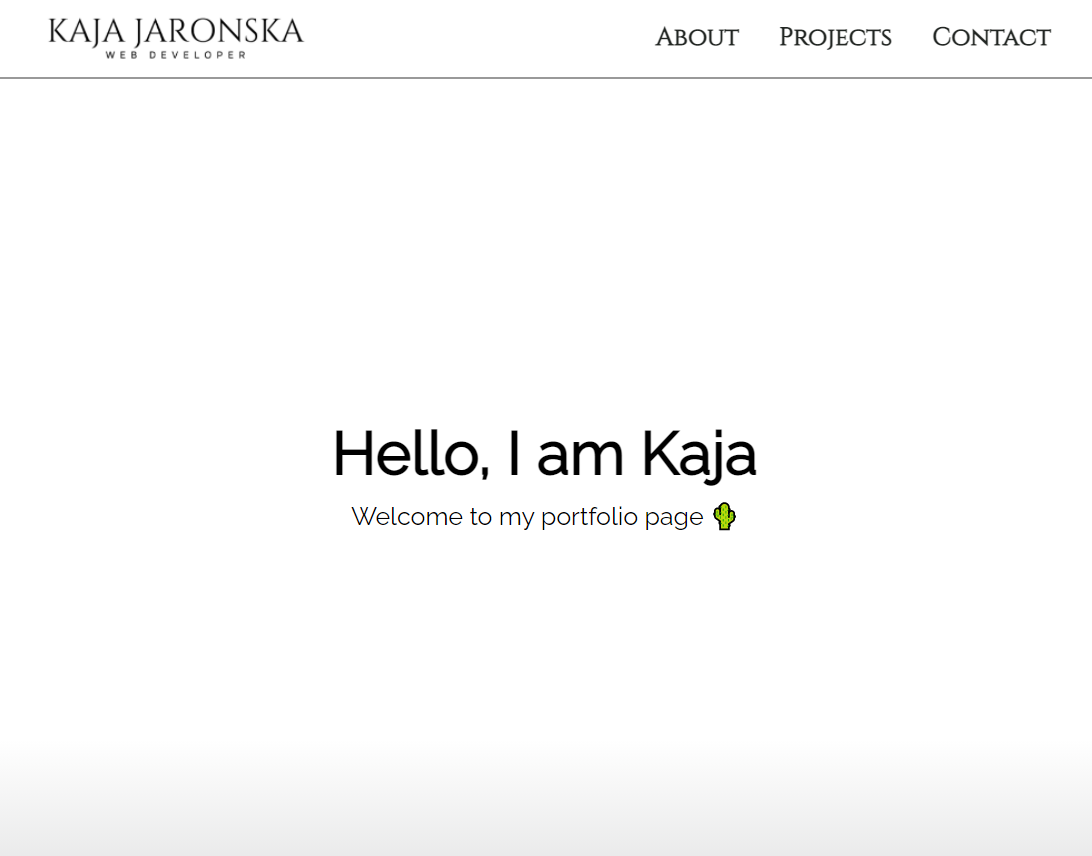 KAJA JARONSKA
WEB DEVELOPER
About Projects Contact
Hello, I am Kaja
Welcome to my portfolio page 🌵